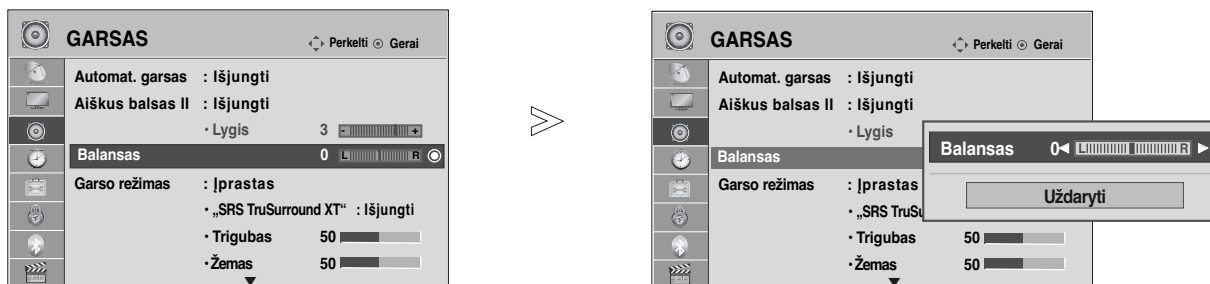 GARSAS
Perkelti Gerai
Automat. garsas : Išjungti
Aiškus balsas II : Išjungti
• Lygis 3 - +
Balansas 0 L R
Garso režimas : Įprastas
• „SRS TruSurround XT“ : Išjungti
• Trigubas 50
• Žemas 50
GARSAS
Perkelti Gerai
Automat. garsas : Išjungti
Aiškus balsas II : Išjungti
• Lygis
Balansas
Garso režimas : Įprastas
• „SRS TruSu
• Trigubas 50
• Žemas 50
Balansas 0 L R
Uždaryti